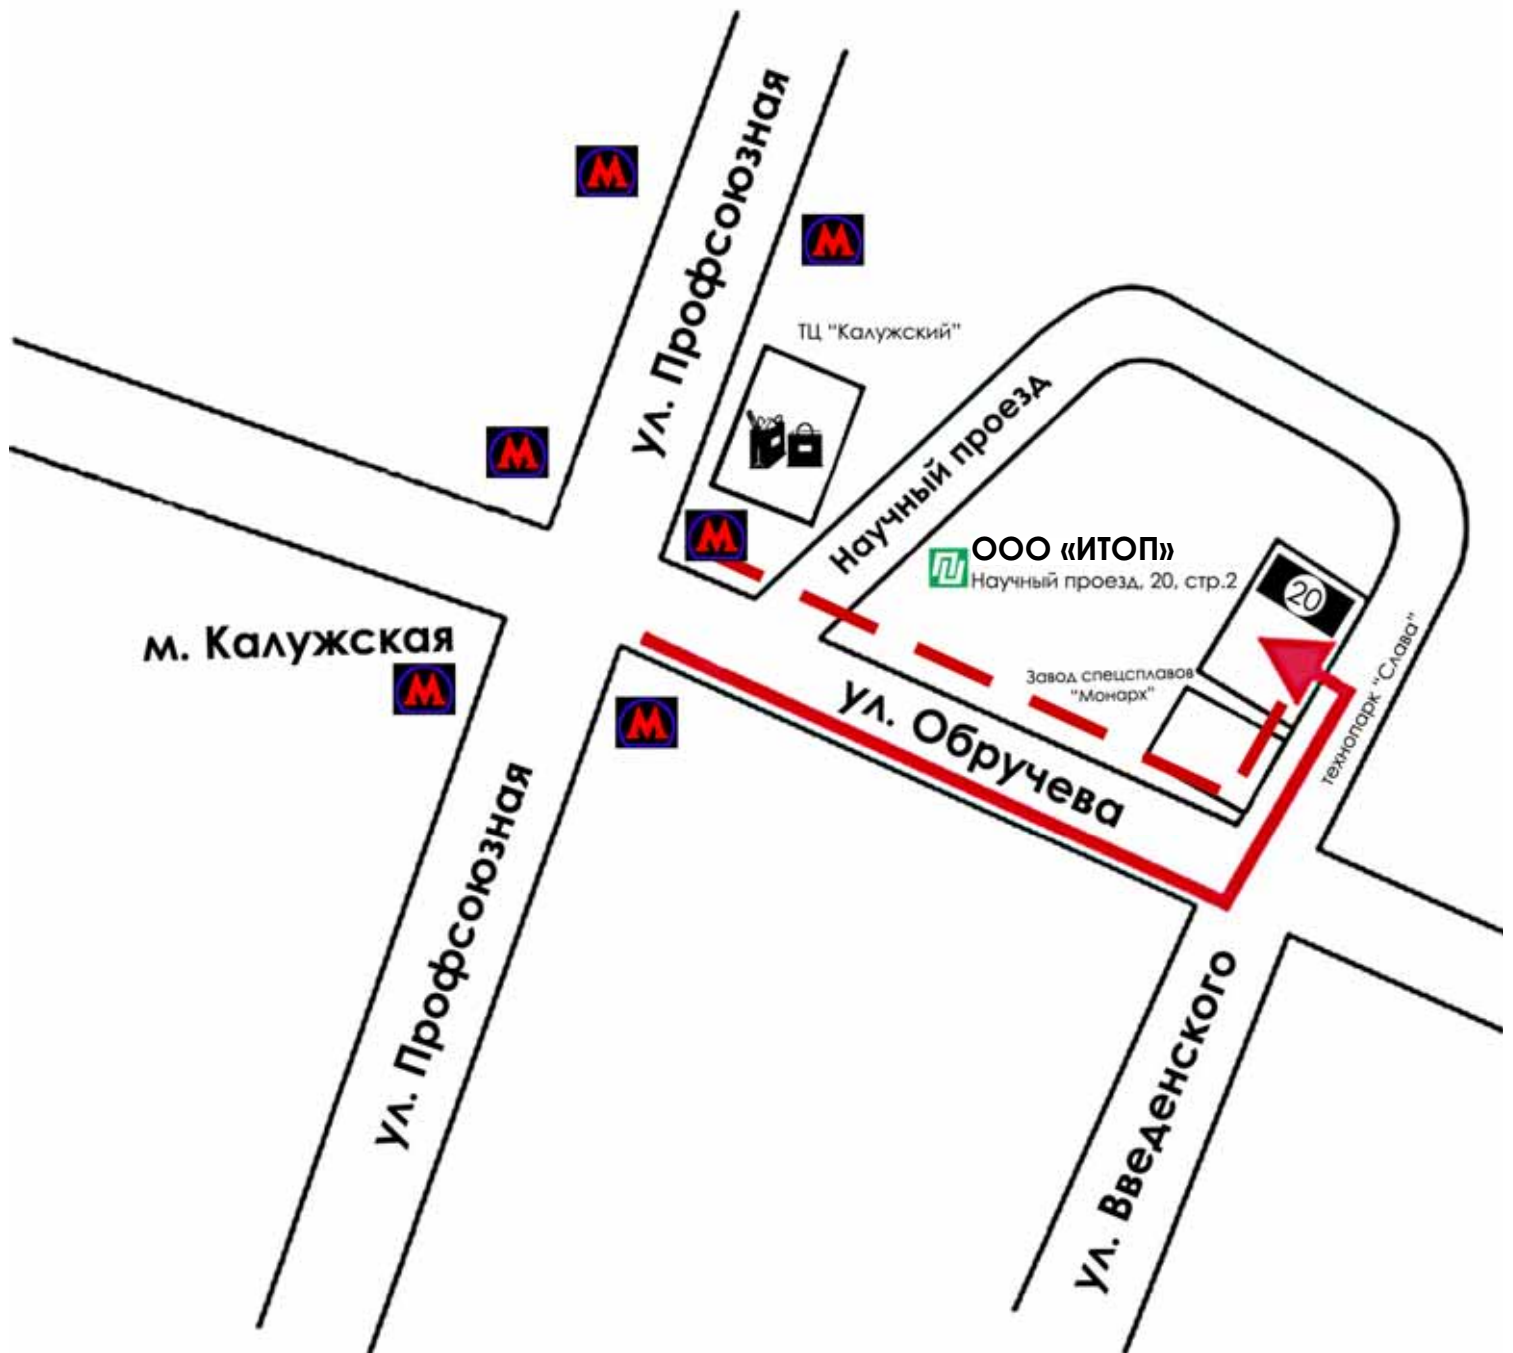 ул. Профсоюзная
М
М
ТЦ "Калужский"
Научный проезд
М
М
ООО «ИТОП»
Научный проезд, 20, стр.2
20
м. Калужская
М
М
Завод спецсплавов
"Монарх"
технопарк "Слава"
ул. Обручева
ул. Профсоюзная
ул. Введенского